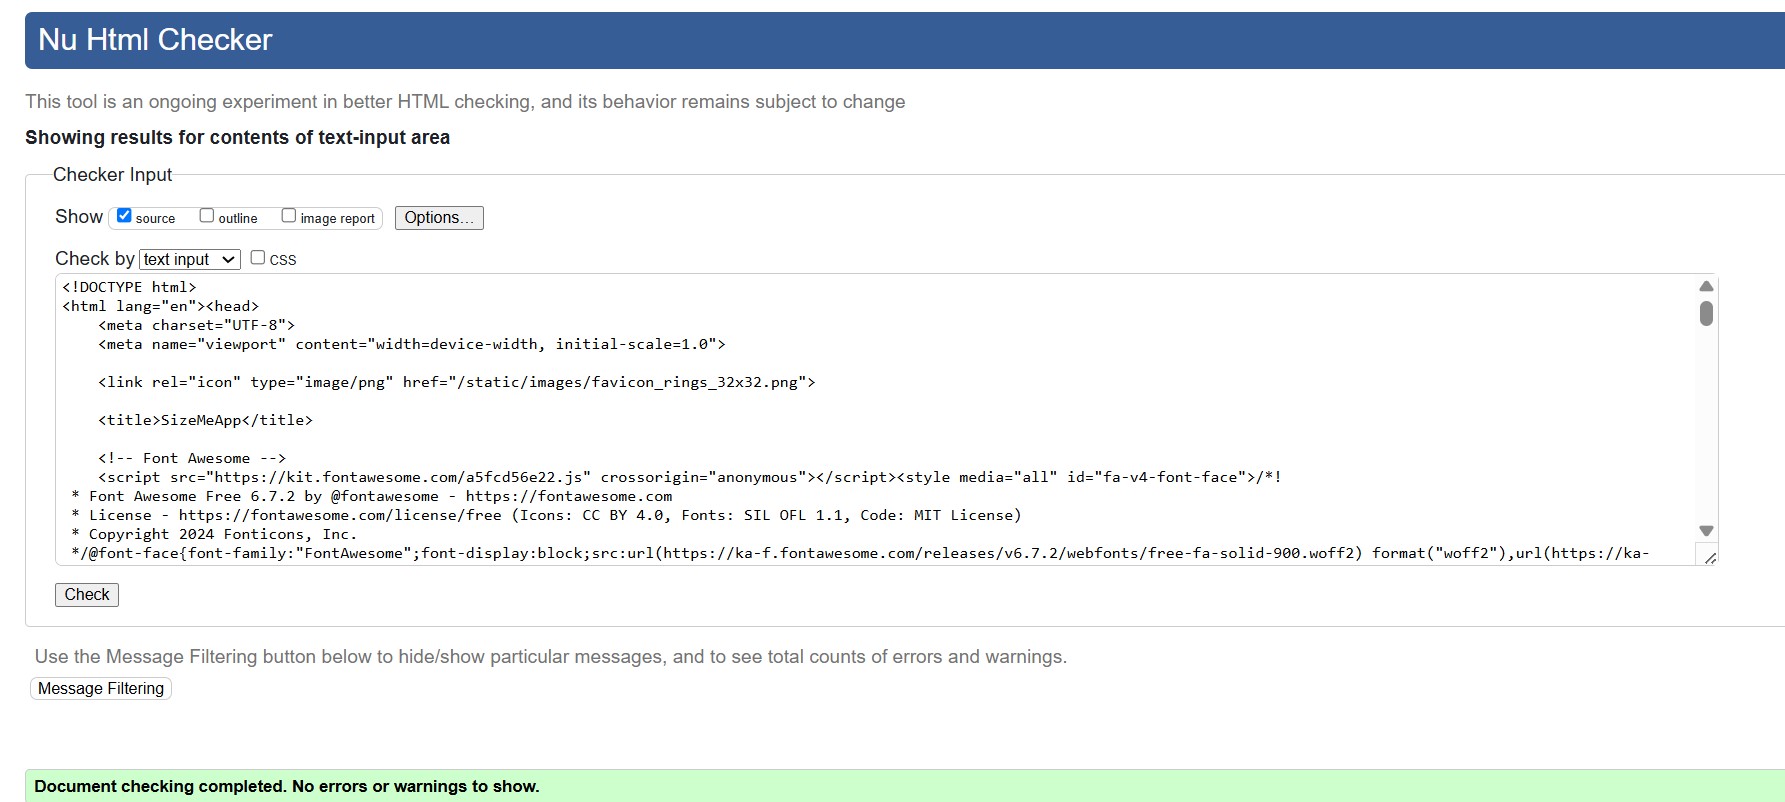 Nu Html Checker
This tool is an ongoing experiment in better HTML checking, and its behavior remains subject to change
Showing results for contents of text-input area
Checker Input
Show source outline image report Options...
Check by text input CSS
<!DOCTYPE html>
<html lang="en"><head>
    <meta charset="UTF-8">
    <meta name="viewport" content="width=device-width, initial-scale=1.0">
    <link rel="icon" type="image/png" href="/static/images/favicon_rings_32x32.png">
    <title>SizeMeApp</title>
    <!-- Font Awesome -->
    <script src="https://kit.fontawesome.com/a5fcd56e22.js" crossorigin="anonymous"></script><style media="all" id="fa-v4-font-face">/*!
 * Font Awesome Free 6.7.2 by @fontawesome - https://fontawesome.com
 * License - https://fontawesome.com/license/free (Icons: CC BY 4.0, Fonts: SIL OFL 1.1, Code: MIT License)
 * Copyright 2024 Fonticons, Inc.
 */@font-face{font-family:"FontAwesome";font-display:block;src:url(https://ka-f.fontawesome.com/releases/v6.7.2/webfonts/free-fa-solid-900.woff2) format("woff2"),url(https://ka-
Check
Use the Message Filtering button below to hide/show particular messages, and to see total counts of errors and warnings.
Message Filtering
Document checking completed. No errors or warnings to show.